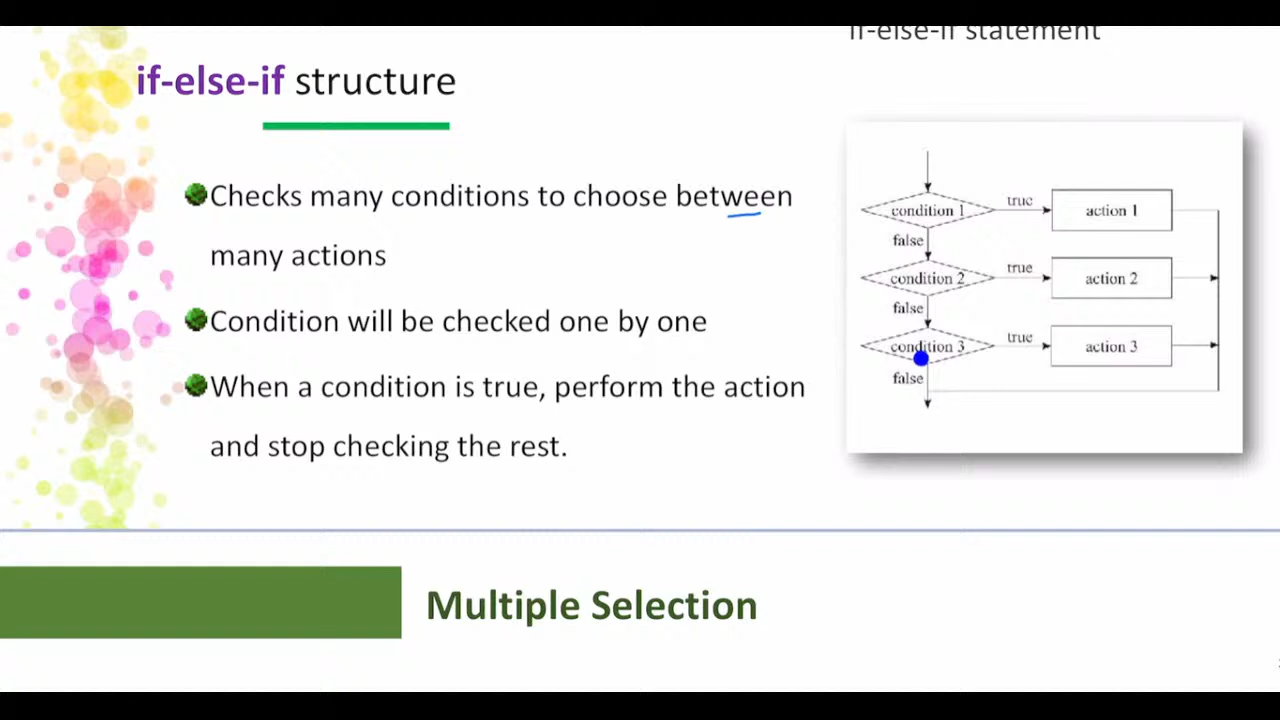 if-else-if statement
if-else-if structure
Checks many conditions to choose between
many actions
Condition will be checked one by one
When a condition is true, perform the action
and stop checking the rest.
condition 1
true
action 1
false
condition 2
true
action 2
false
condition 3
true
action 3
false
Multiple Selection